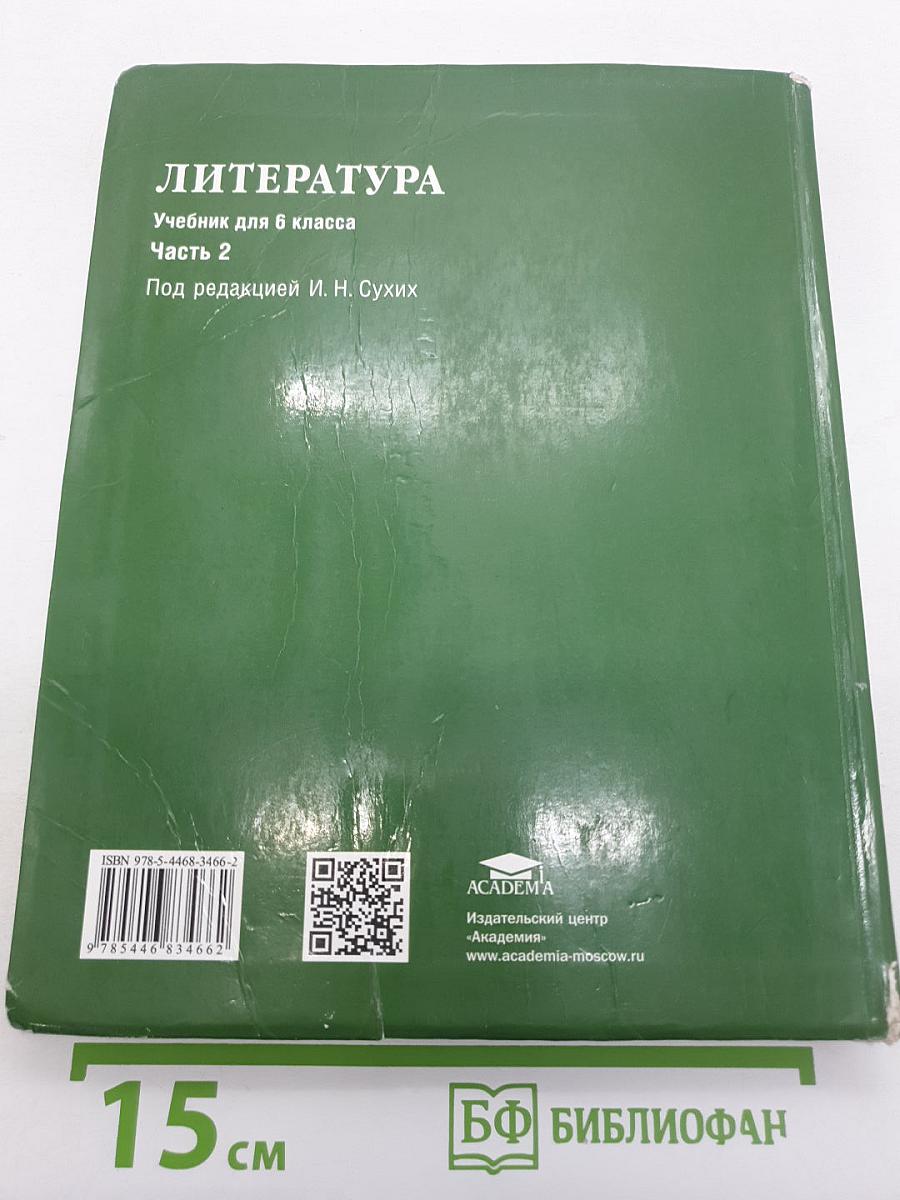 ЛИТЕРАТУРА
Учебник для 6 класса
Часть 2
Под редакцией И. Н. Сухих
ISBN 978-5-4468-3466-2
9 785446 834662
ACADEMIA
Издательский центр
«Академия»
www.academia-moscow.ru
15 см
БФ БИБЛИОФАН